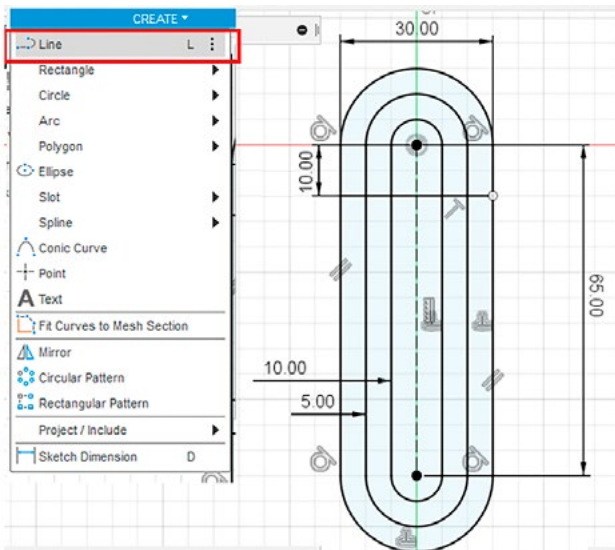 CREATE ▾
Line L
Rectangle
Circle
Arc
Polygon
Ellipse
Slot
Spline
Conic Curve
Point
Text
Fit Curves to Mesh Section
Mirror
Circular Pattern
Rectangular Pattern
Project / Include
Sketch Dimension D
30.00
10.00
65.00
10.00
5.00